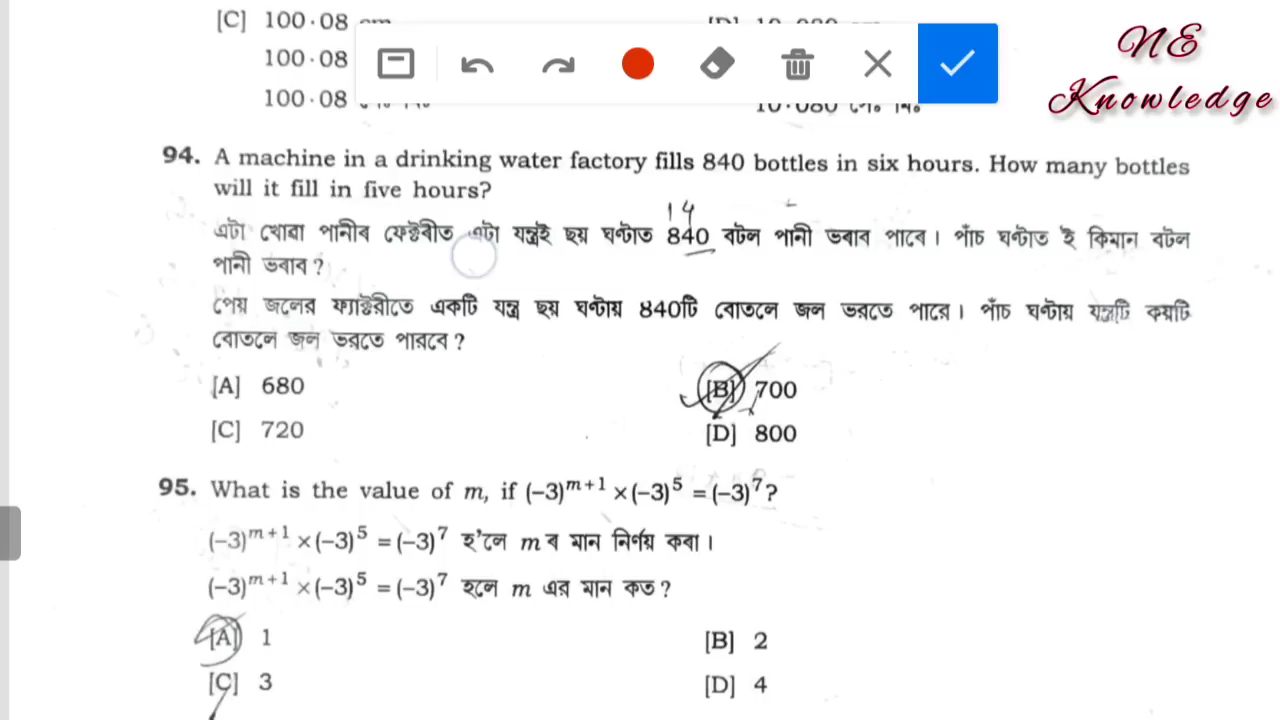 [C] 100·08
100·08
100·08
10·080 সে. মি.
NE
Knowledge
94. A machine in a drinking water factory fills 840 bottles in six hours. How many bottles
will it fill in five hours?
14
এটা খোৱা পানীৰ ফেক্টৰীত এটা যন্ত্ৰই ছয় ঘণ্টাত 840 বটল পানী ভৰাব পাৰে। পাঁচ ঘণ্টাত ই কিমান বটল
পানী ভৰাব?
পেয় জলের ফ্যাক্টরীতে একটি যন্ত্র ছয় ঘণ্টায় 840টি বোতলে জল ভরতে পারে। পাঁচ ঘণ্টায় যন্ত্রটি কয়টি
বোতলে জল ভরতে পারবে?
[A] 680 [B] 700
[C] 720 [D] 800
95. What is the value of m, if (−3)^{m+1} × (−3)^5 = (−3)^7?
(−3)^{m+1} × (−3)^5 = (−3)^7 হ'লে m ৰ মান নিৰ্ণয় কৰা।
(−3)^{m+1} × (−3)^5 = (−3)^7 হলে m এর মান কত?
[A] 1 [B] 2
[C] 3 [D] 4